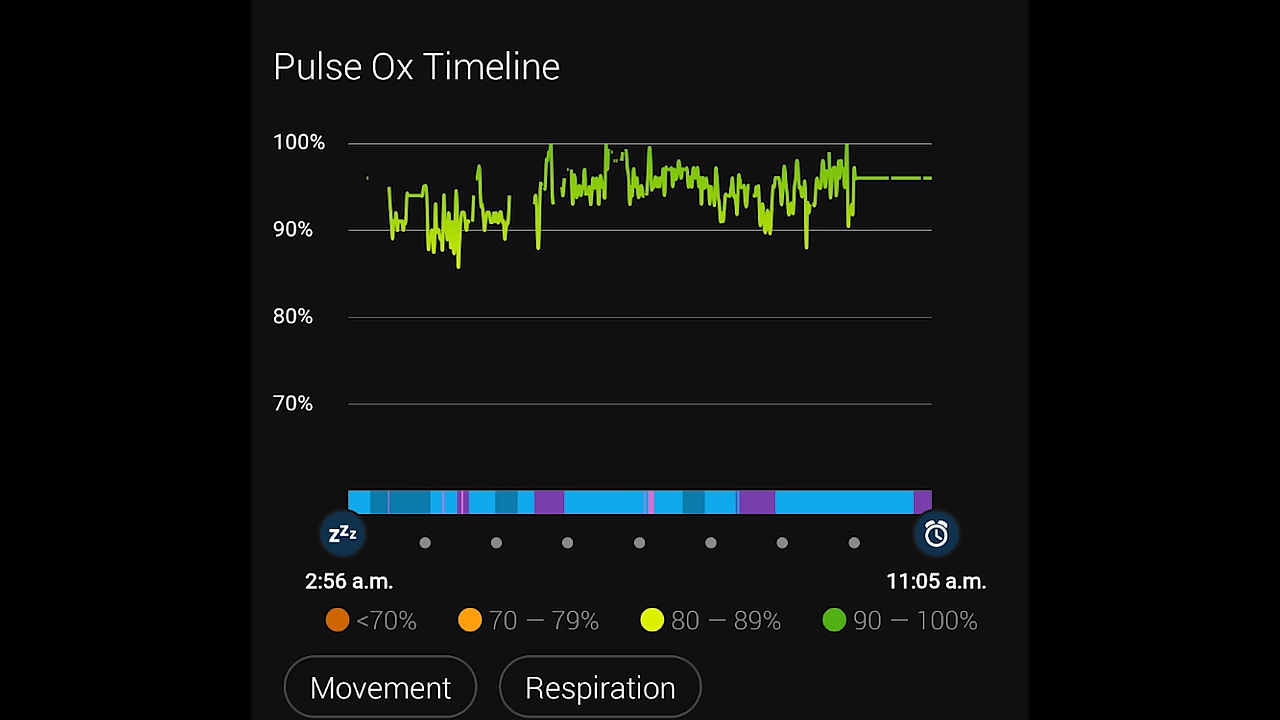 Pulse Ox Timeline
100%
90%
80%
70%
zzz
2:56 a.m. 11:05 a.m.
<70% 70 — 79% 80 — 89% 90 — 100%
Movement Respiration